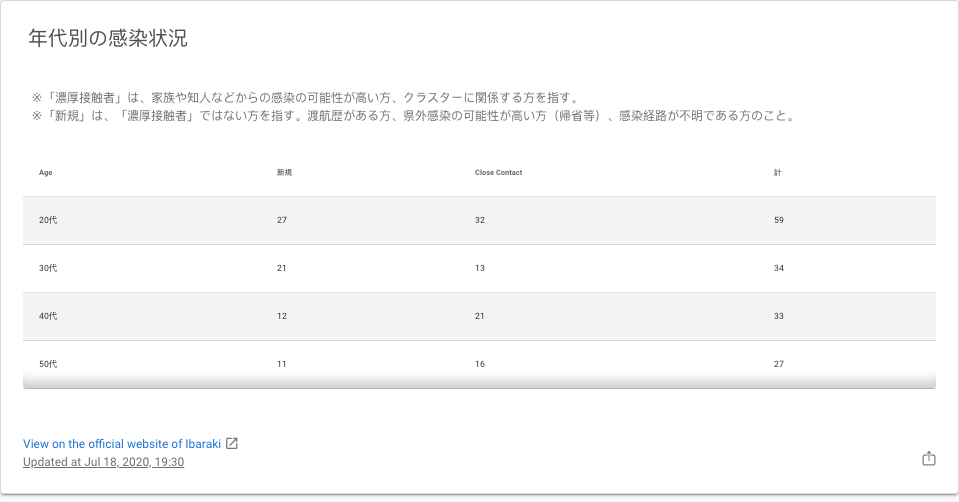 年代別の感染状況
※「濃厚接触者」は、家族や知人などからの感染の可能性が高い方、クラスターに関係する方を指す。
※「新規」は、「濃厚接触者」ではない方を指す。渡航歴がある方、県外感染の可能性が高い方（帰省等）、感染経路が不明である方のこと。
Age 新規 Close Contact 計
20代 27 32 59
30代 21 13 34
40代 12 21 33
50代 11 16 27
View on the official website of Ibaraki
Updated at Jul 18, 2020, 19:30